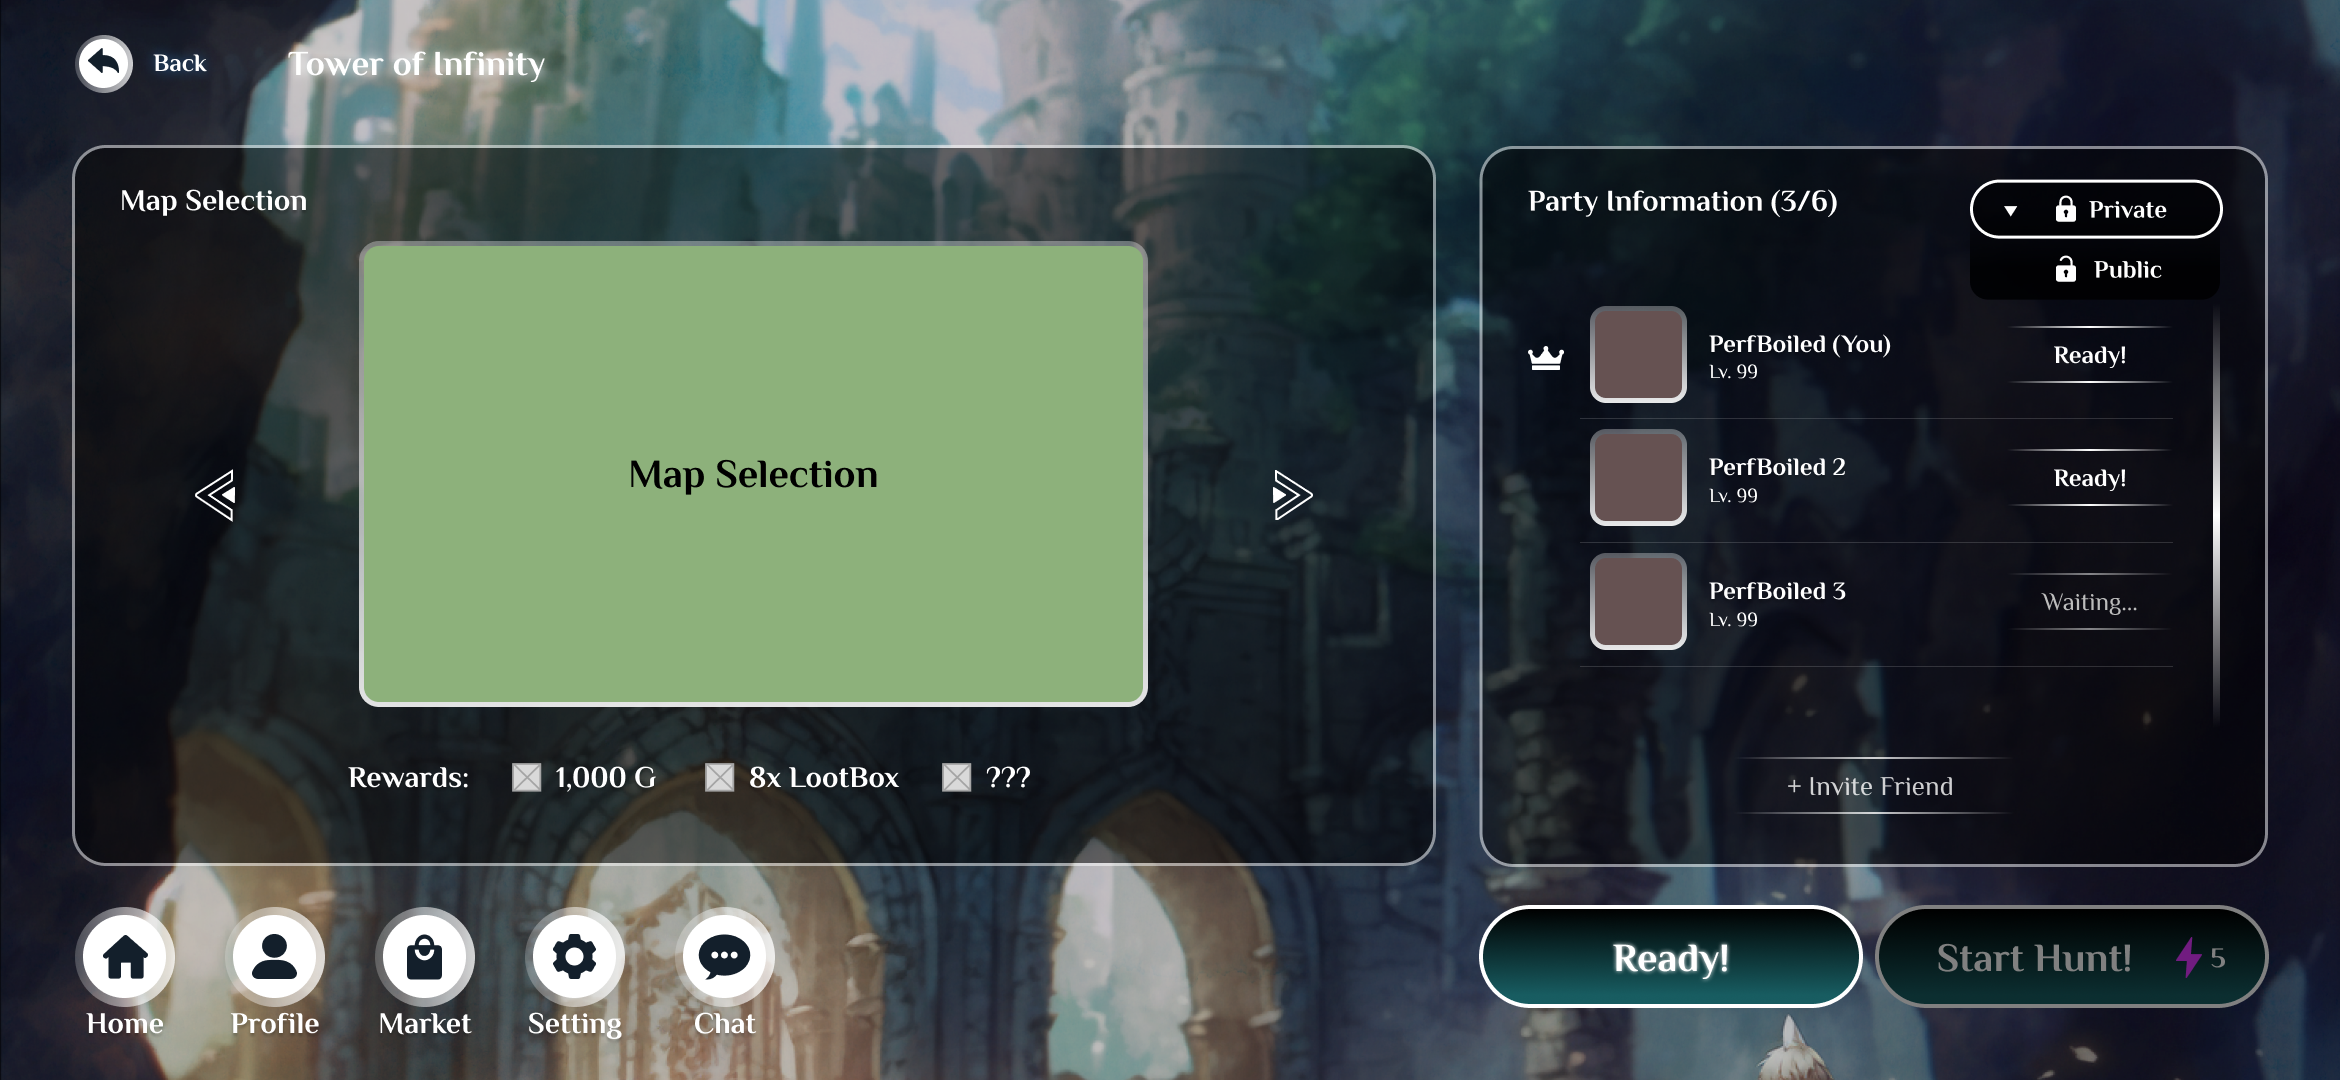 Back
Tower of Infinity
Map Selection
Map Selection
Rewards:
1,000 G
8x LootBox
???
Party Information (3/6)
Private
Public
PerfBoiled (You)
Lv. 99
Ready!
PerfBoiled 2
Lv. 99
Ready!
PerfBoiled 3
Lv. 99
Waiting...
+ Invite Friend
Home
Profile
Market
Setting
Chat
Ready!
Start Hunt!
5